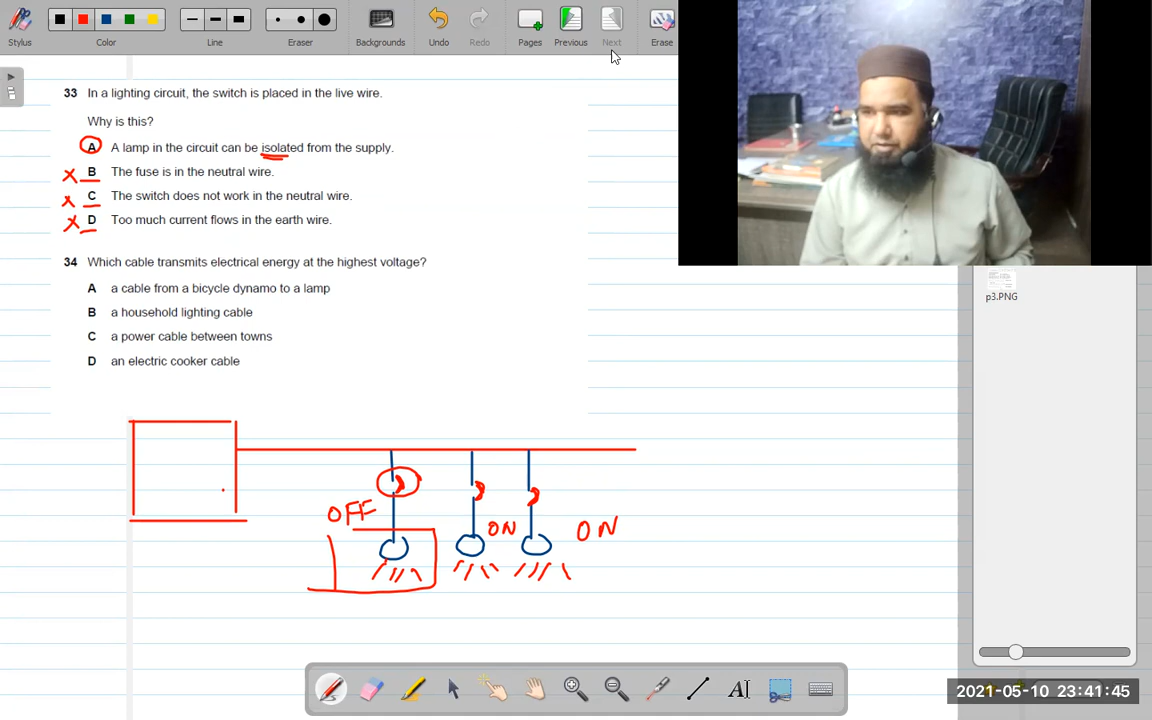 Stylus
Color
Line
Eraser
Backgrounds
Undo
Redo
Pages
Previous
Next
Erase
33 In a lighting circuit, the switch is placed in the live wire.
Why is this?
A A lamp in the circuit can be isolated from the supply.
X B The fuse is in the neutral wire.
X C The switch does not work in the neutral wire.
X D Too much current flows in the earth wire.
34 Which cable transmits electrical energy at the highest voltage?
A a cable from a bicycle dynamo to a lamp
B a household lighting cable
C a power cable between towns
D an electric cooker cable
p3.PNG
OFF
ON
ON
2021-05-10 23:41:45